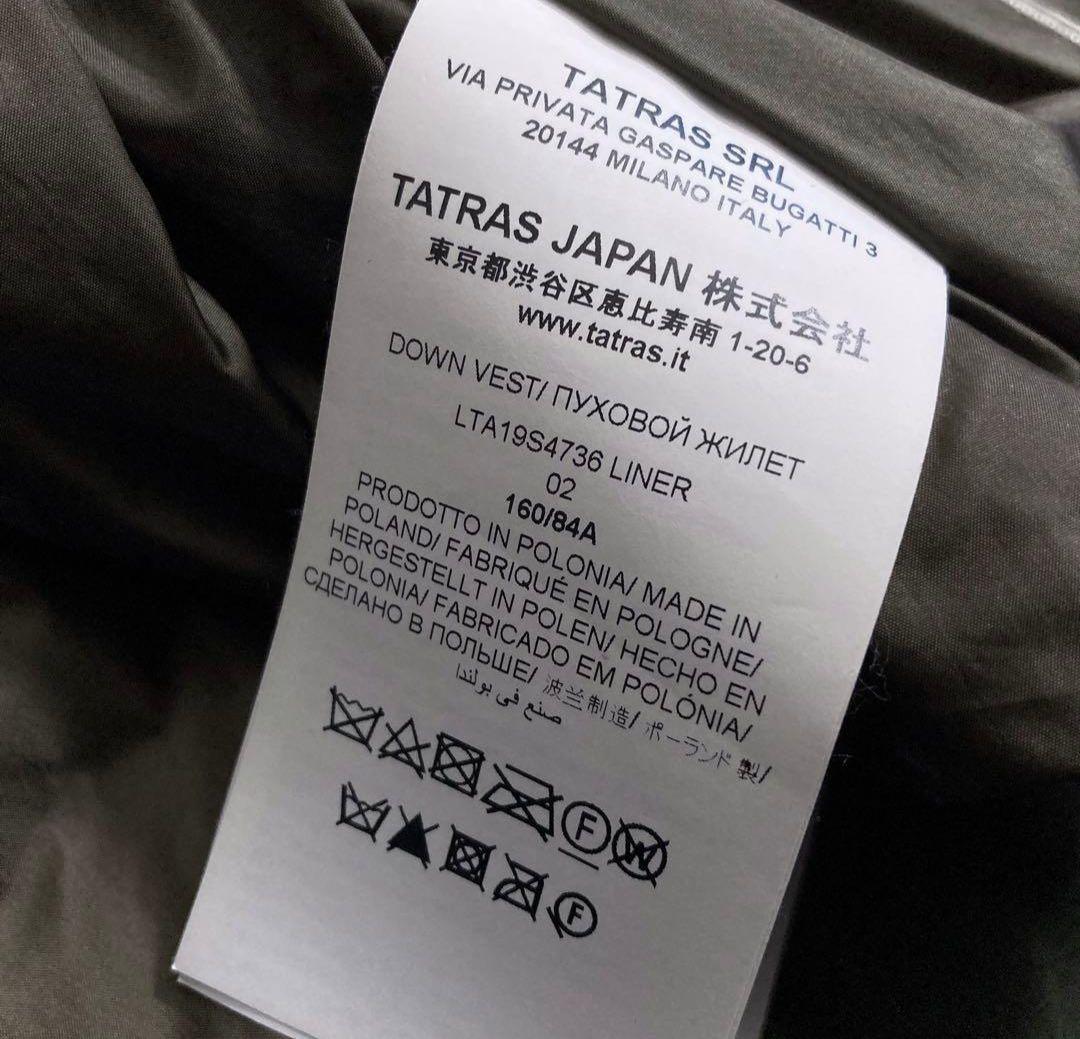 TATRAS SRL
VIA PRIVATA GASPARE BUGATTI 3
20144 MILANO ITALY
TATRAS JAPAN 株式会社
東京都渋谷区恵比寿南 1-20-6
www.tatras.it
DOWN VEST/ ПУХОВОЙ ЖИЛЕТ
LTA19S4736 LINER
02
160/84A
PRODOTTO IN POLONIA/ MADE IN
POLAND/ FABRIQUÉ EN POLOGNE/
HERGESTELLT IN POLEN/ HECHO EN
POLONIA/ FABRICADO EM POLÓNIA/
СДЕЛАНО В ПОЛЬШЕ/ 波兰制造/ ポーランド 製/
صنع في بولندا
F W
F